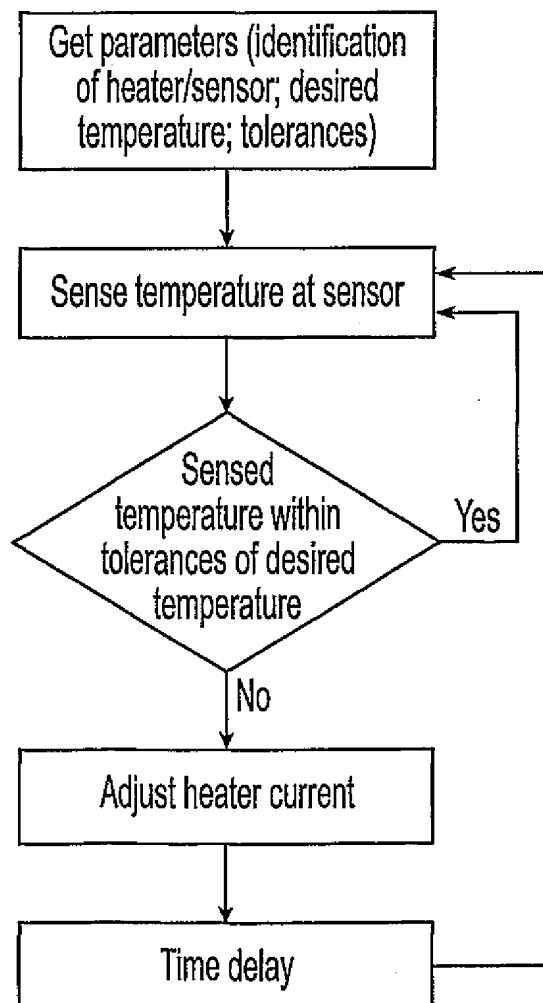 Get parameters (identification
of heater/sensor; desired
temperature; tolerances)
Sense temperature at sensor
Sensed
temperature within
tolerances of desired
temperature
Yes
No
Adjust heater current
Time delay